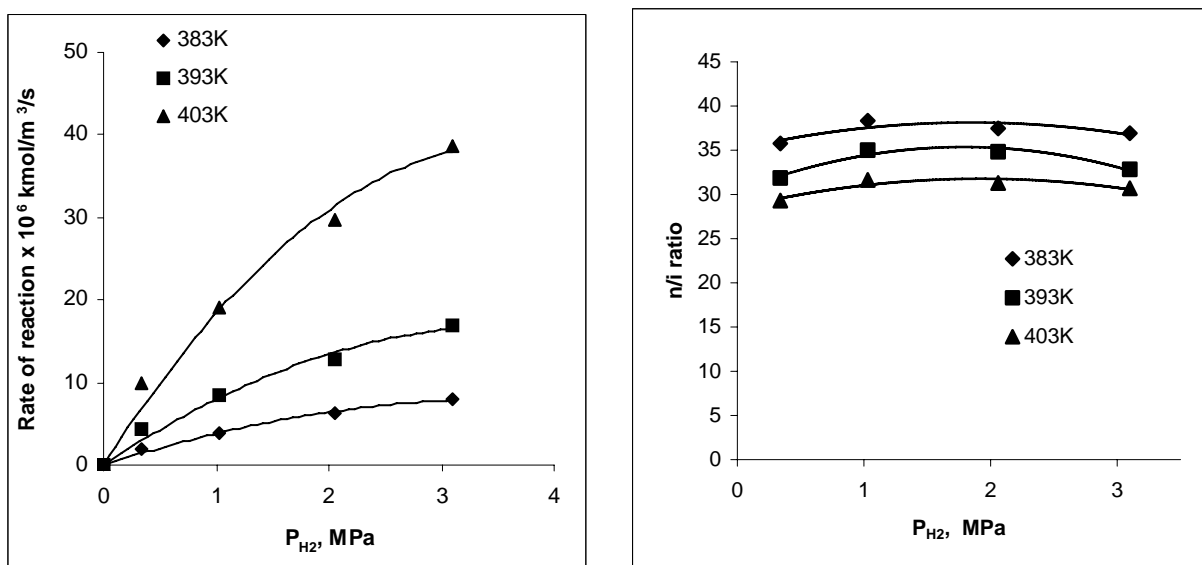 Rate of reaction x 10⁶ kmol/m³/s
50
40
30
20
10
0
0 1 2 3 4
P_H2, MPa
383K
393K
403K
n/i ratio
45
40
35
30
25
20
15
10
5
0
0 1 2 3
P_H2, MPa
383K
393K
403K